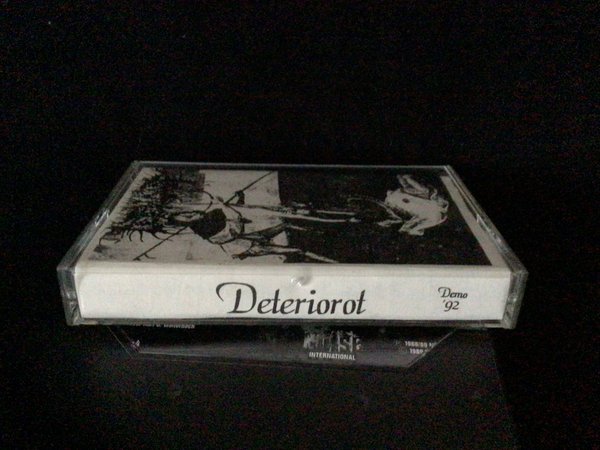 Deteriorot
Demo
'92
INTERNATIONAL